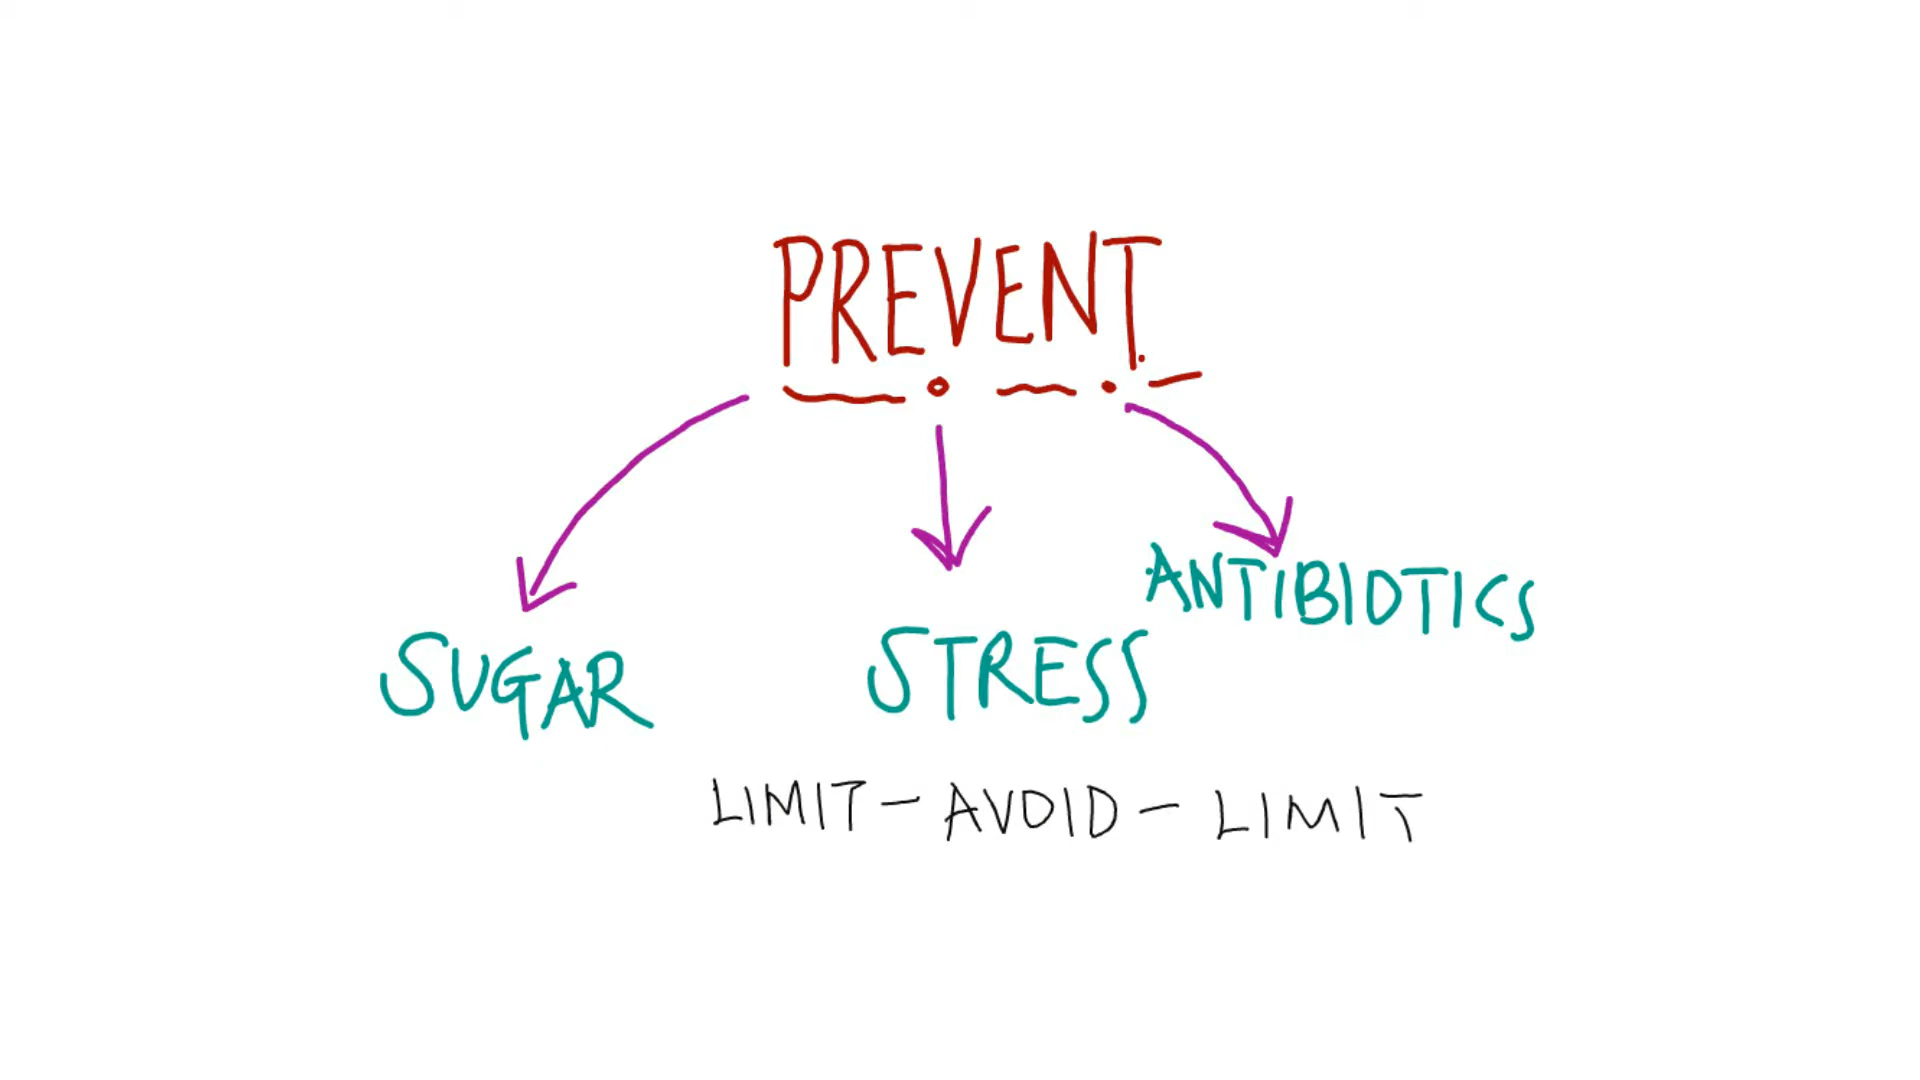 PREVENT
ANTIBIOTICS
SUGAR
STRESS
LIMIT - AVOID - LIMIT